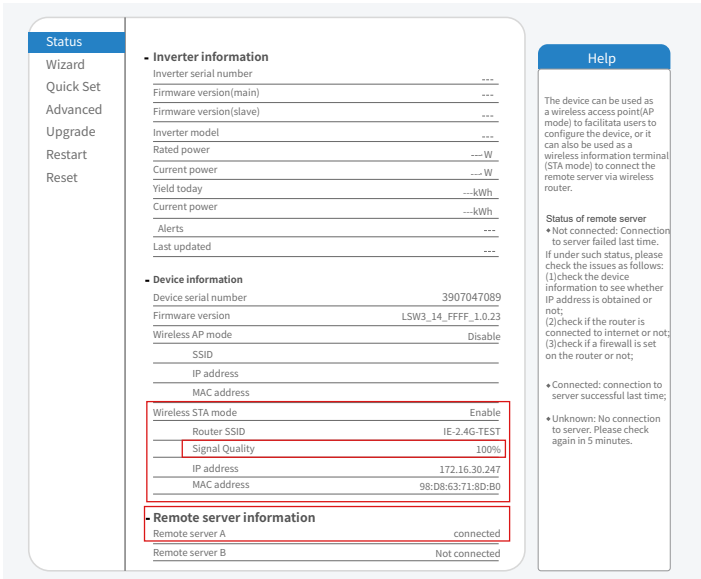 Status
Wizard
Quick Set
Advanced
Upgrade
Restart
Reset
- Inverter information
Inverter serial number ---
Firmware version(main) ---
Firmware version(slave) ---
Inverter model ---
Rated power ---W
Current power ---W
Yield today ---kWh
Current power ---kWh
Alerts ---
Last updated ---
- Device information
Device serial number 3907047089
Firmware version LSW3_14_FFFF_1.0.23
Wireless AP mode Disable
SSID
IP address
MAC address
Wireless STA mode Enable
Router SSID IE-2.4G-TEST
Signal Quality 100%
IP address 172.16.30.247
MAC address 98:D8:63:71:8D:B0
- Remote server information
Remote server A connected
Remote server B Not connected
Help
The device can be used as
a wireless access point(AP
mode) to facilitata users to
configure the device, or it
can also be used as a
wireless information terminal
(STA mode) to connect the
remote server via wireless
router.
Status of remote server
◆Not connected: Connection
to server failed last time.
If under such status, please
check the issues as follows:
(1)check the device
information to see whether
IP address is obtained or
not;
(2)check if the router is
connected to internet or not;
(3)check if a firewall is set
on the router or not;
◆Connected: connection to
server successful last time;
◆Unknown: No connection
to server. Please check
again in 5 minutes.